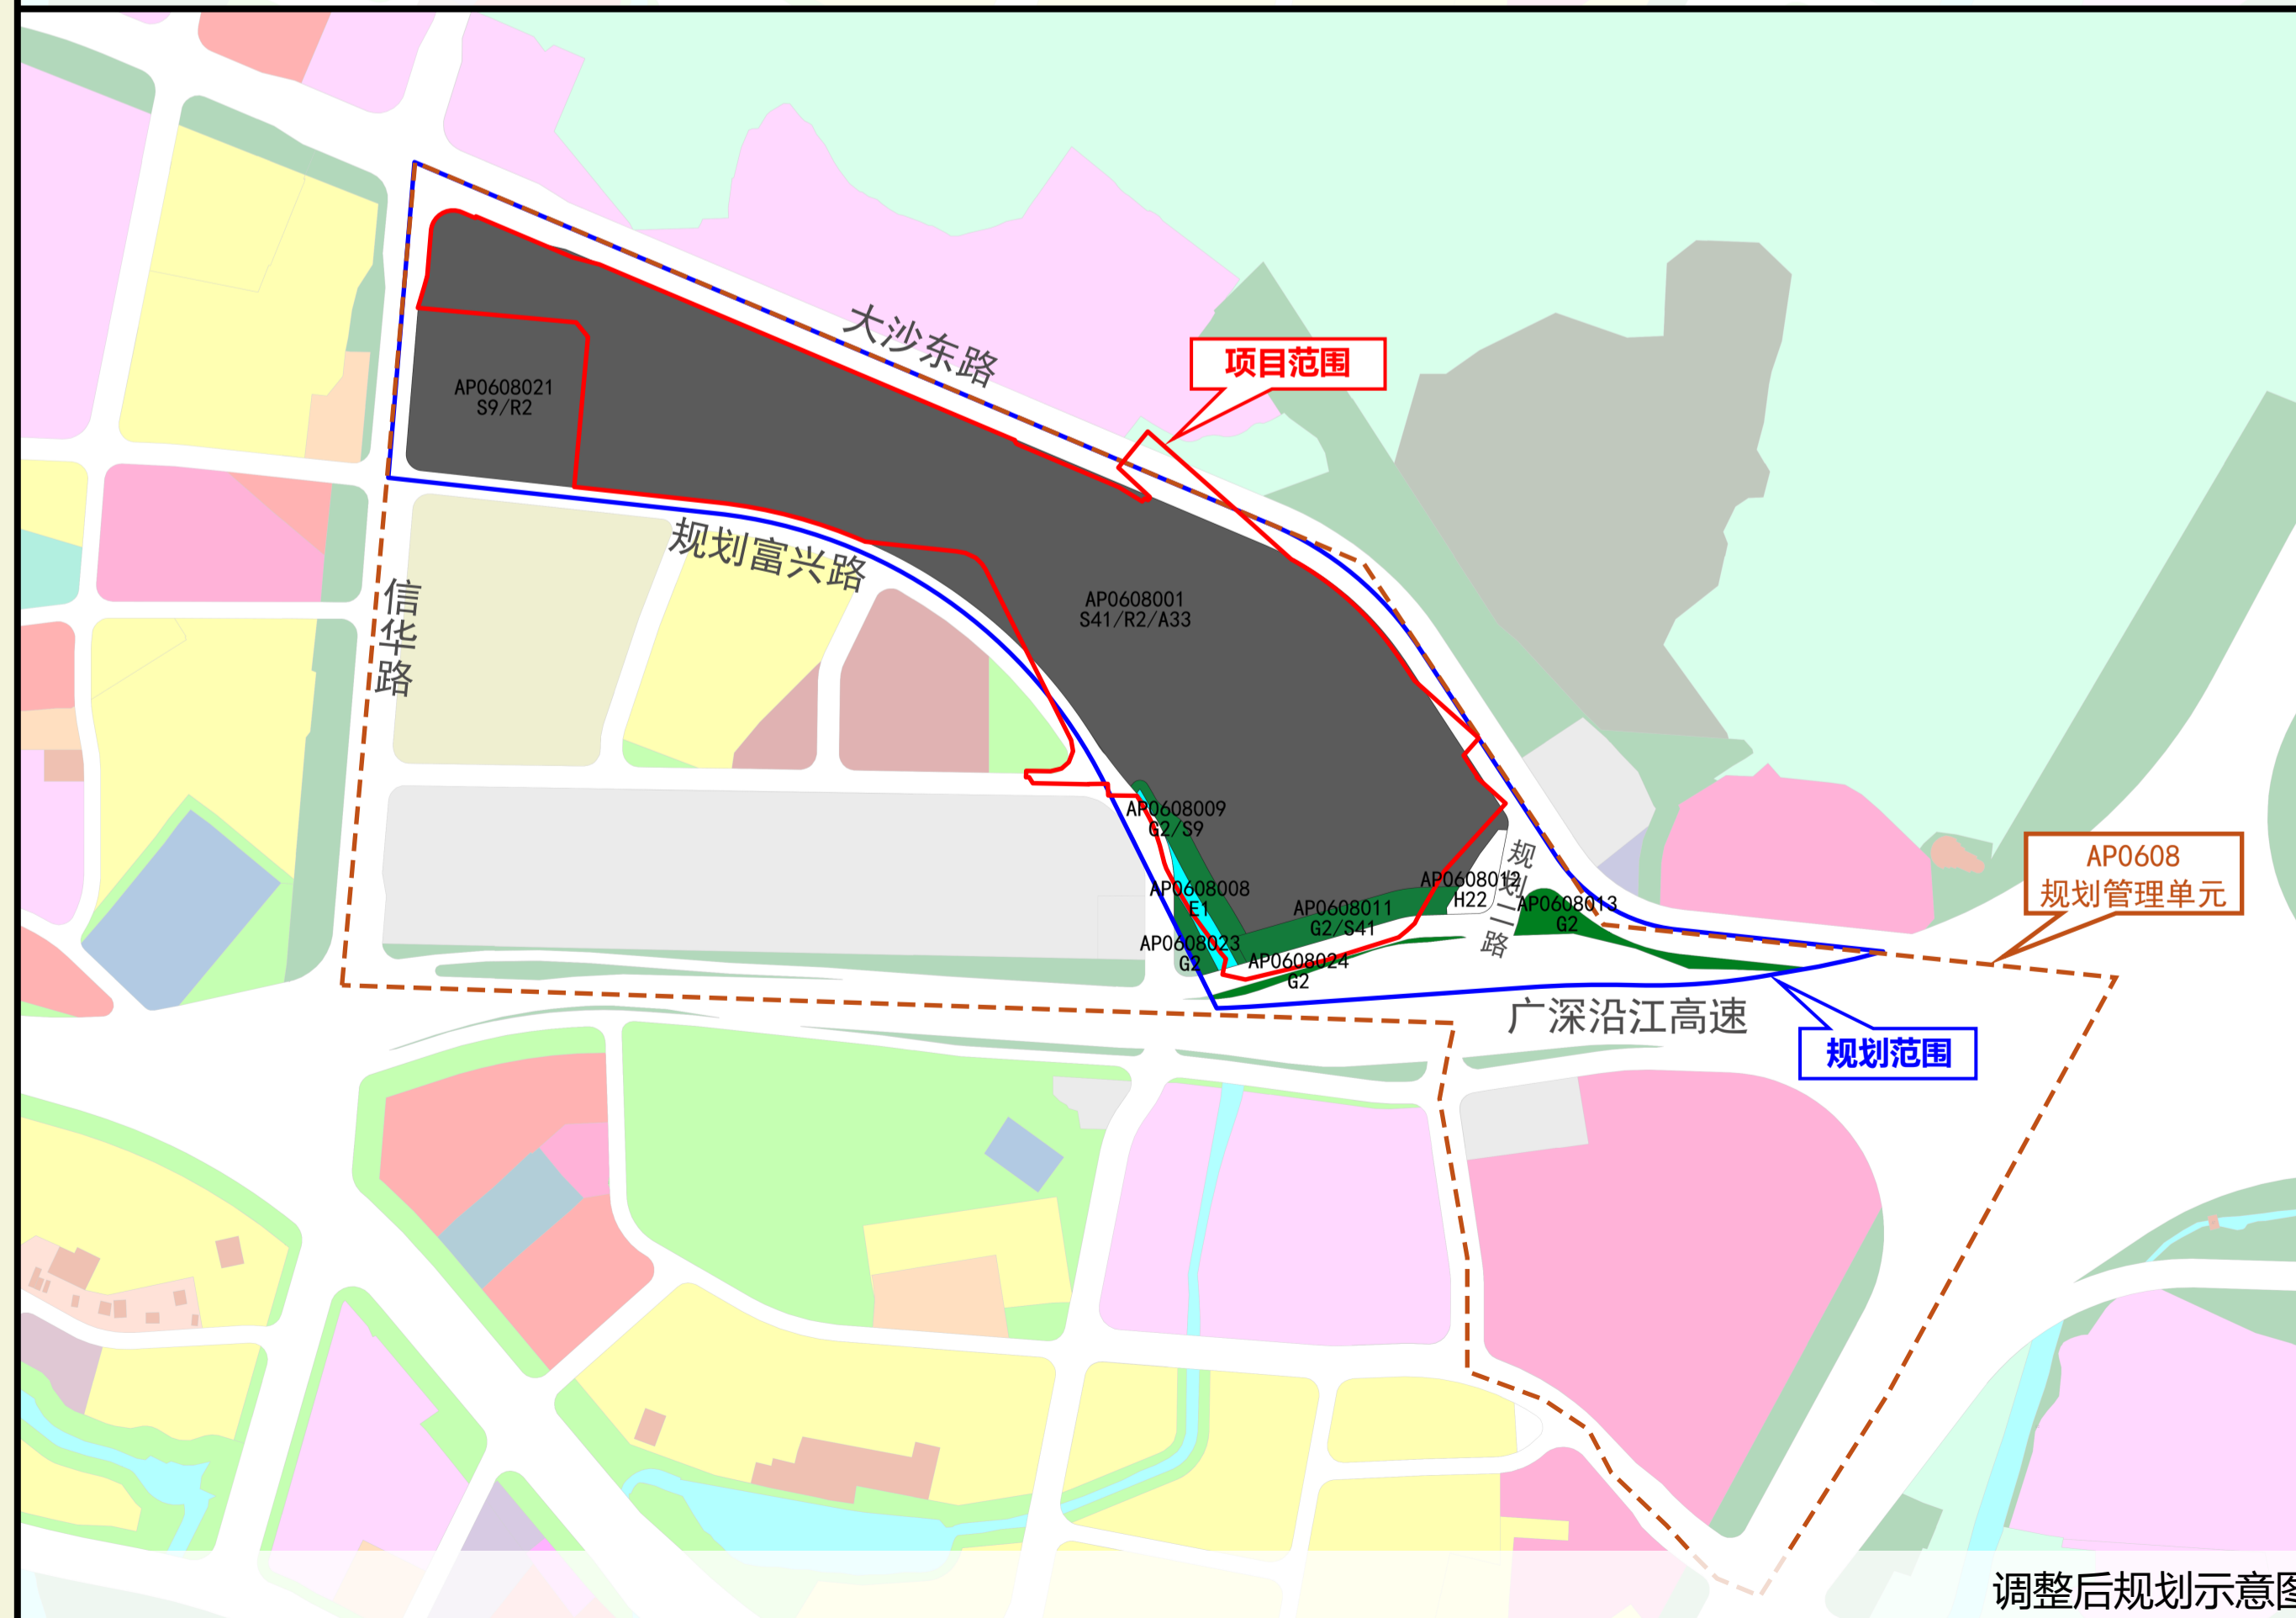 大沙东路
项目范围
AP0608021
S9/R2
规划富兴路
信华路
AP0608001
S41/R2/A33
AP0608009
G2/S9
规划二路
AP0608
规划管理单元
AP0608012
H22
AP0608008
E1
AP0608011
G2/S41
AP0608013
G2
AP0608023
G2
AP0608024
G2
广深沿江高速
规划范围
调整后规划示意图